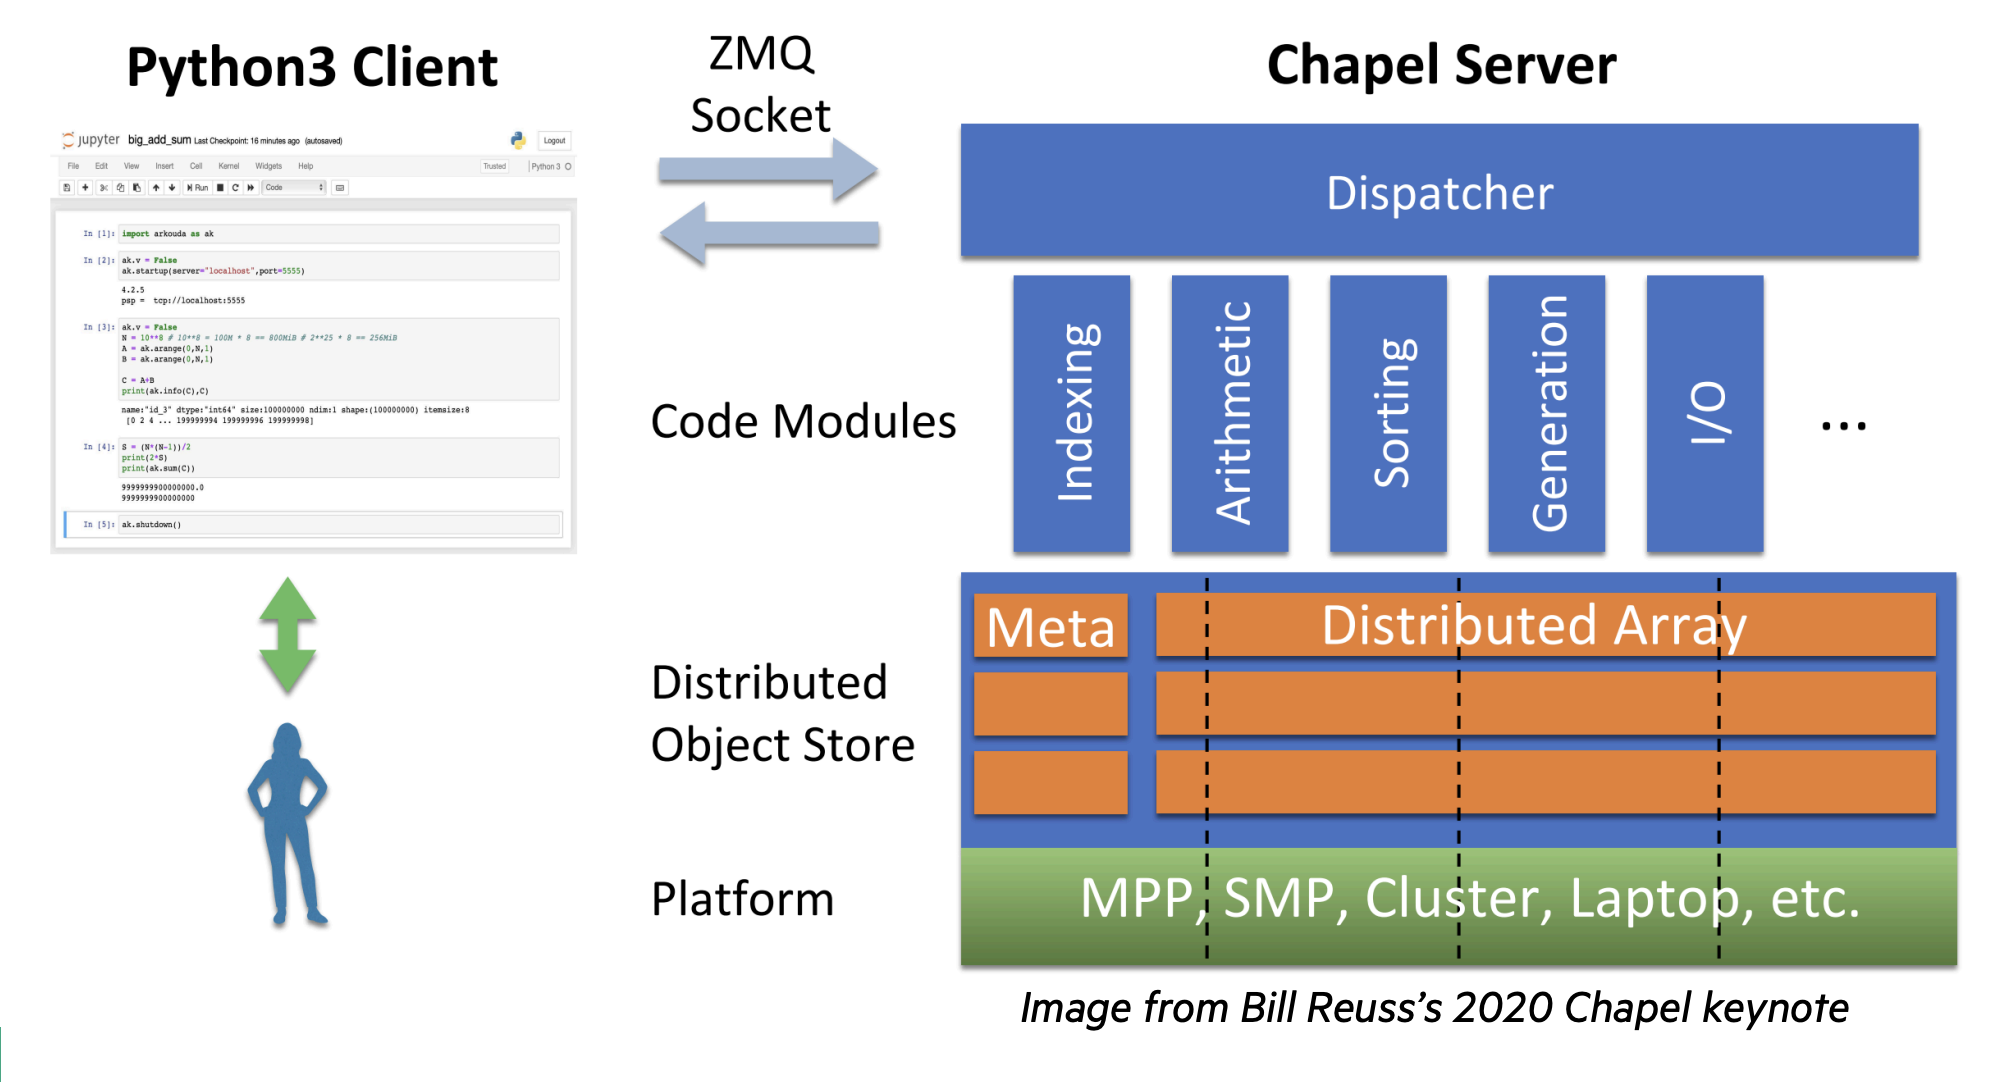 Python3 Client
ZMQ
Socket
Chapel Server
jupyter big_add_sum Last Checkpoint: 16 minutes ago (autosaved)
Logout
File Edit View Insert Cell Kernel Widgets Help
Trusted
Python 3
Run
Code
In [1]: import arkouda as ak
In [2]: ak.v = False
ak.startup(server="localhost",port=5555)
4.2.5
psp = tcp://localhost:5555
In [3]: ak.v = False
N = 10**8 # 10**8 = 100M * 8 == 800MiB # 2**25 * 8 == 256MiB
A = ak.arange(0,N,1)
B = ak.arange(0,N,1)
C = A+B
print(ak.info(C),C)
name:"id_3" dtype:"int64" size:100000000 ndim:1 shape:(100000000) itemsize:8
[0 2 4 ... 199999994 199999996 199999998]
In [4]: S = (N*(N-1))/2
print(2*S)
print(ak.sum(C))
9999999900000000.0
9999999900000000
In [5]: ak.shutdown()
Dispatcher
Code Modules
Indexing
Arithmetic
Sorting
Generation
I/O
...
Distributed
Object Store
Meta
Distributed Array
Platform
MPP, SMP, Cluster, Laptop, etc.
Image from Bill Reuss's 2020 Chapel keynote